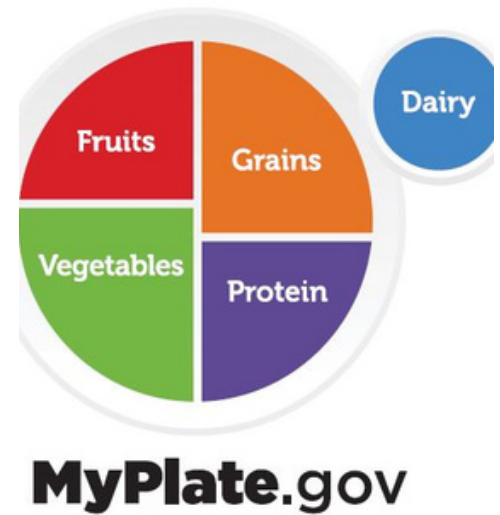 Fruits
Grains
Dairy
Vegetables
Protein
MyPlate.gov